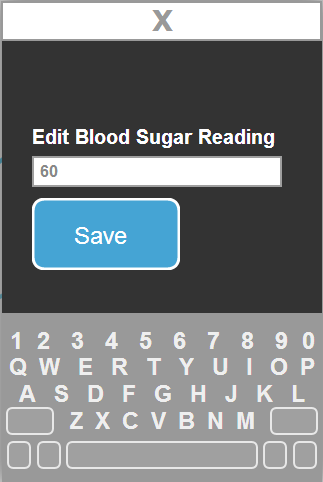 X
Edit Blood Sugar Reading
60
Save
1 2 3 4 5 6 7 8 9 0
Q W E R T Y U I O P
A S D F G H J K L
Z X C V B N M